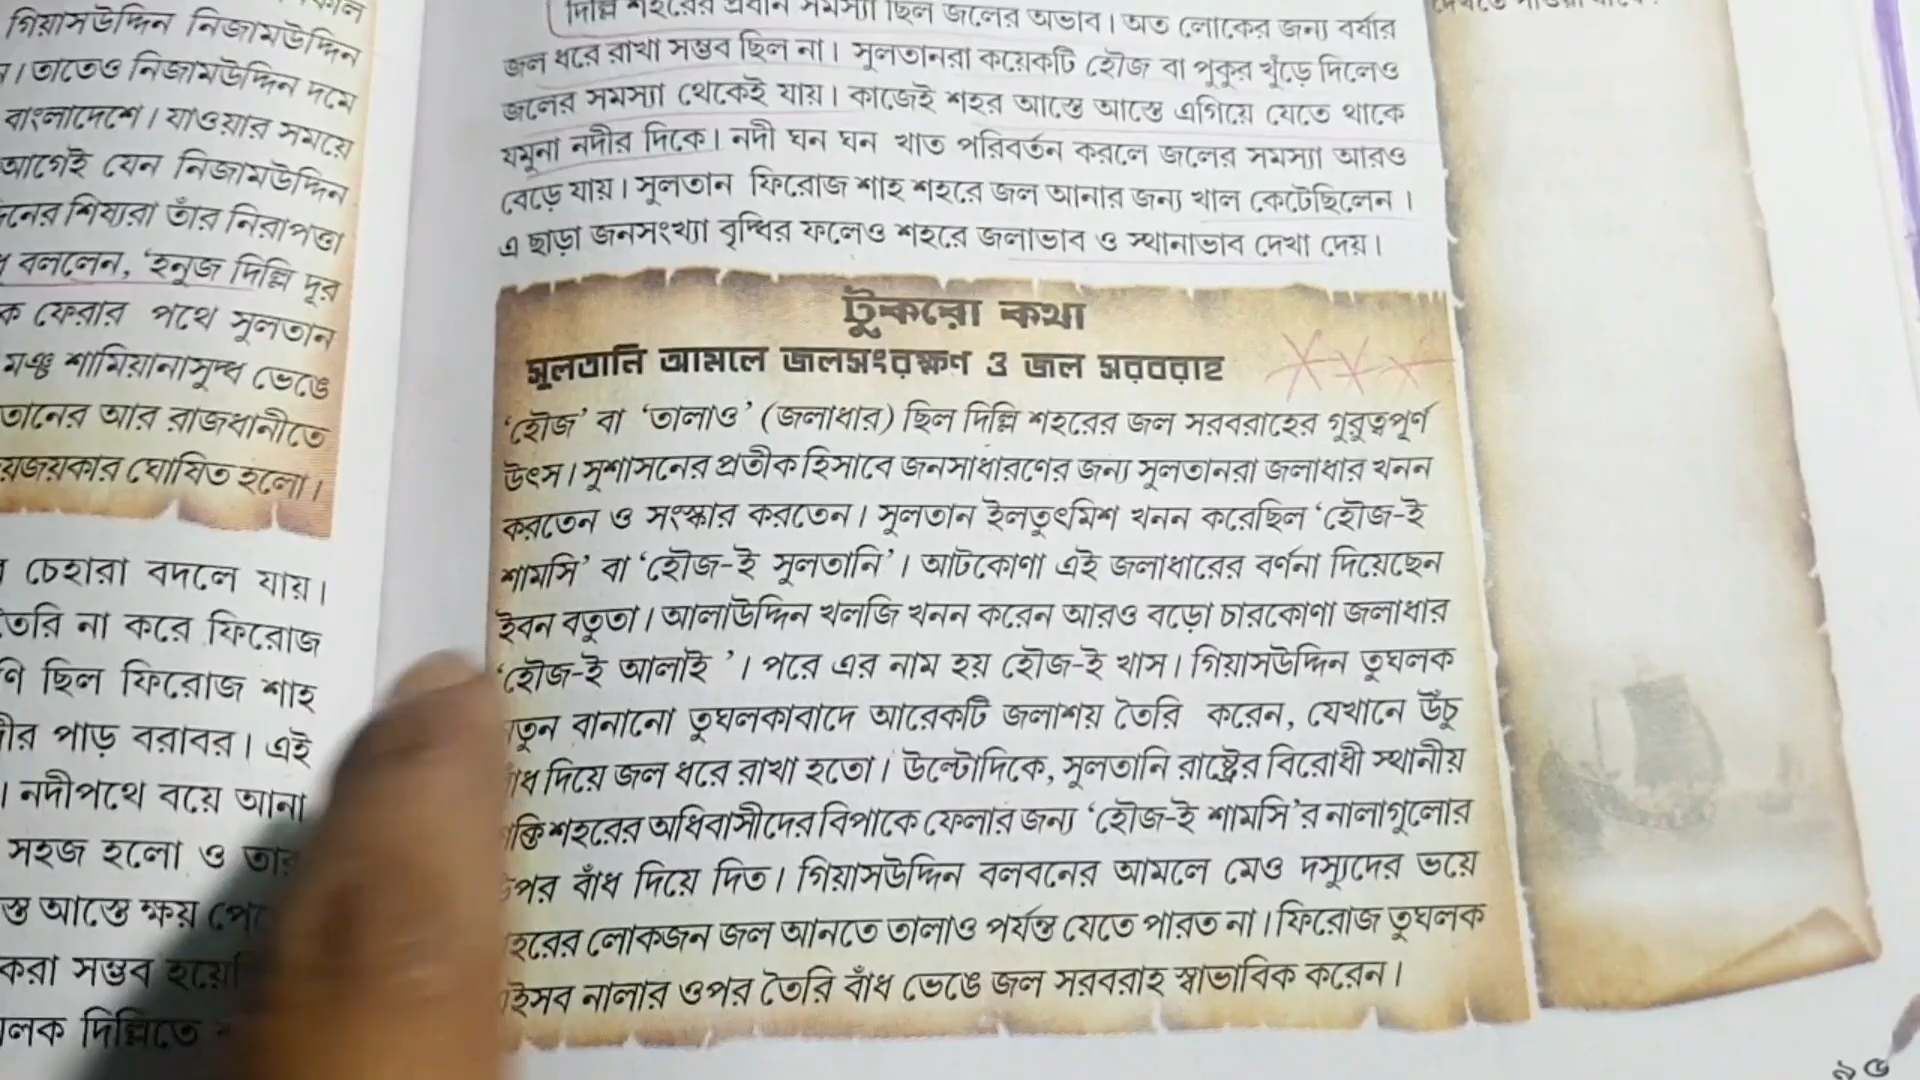 গিয়াসউদ্দিন নিজামউদ্দিন
। তাতেও নিজামউদ্দিন দমে
বাংলাদেশে। যাওয়ার সময়ে
আগেই যেন নিজামউদ্দিন
শিষ্যরা তাঁর নিরাপত্তা
বললেন, ‘হনুজ দিল্লি দূর
ফেরার পথে সুলতান
মঞ্চ শামিয়ানাসুদ্ধ ভেঙে
আর রাজধানীতে
ঘোষিত হলো।
চেহারা বদলে যায়।
না করে ফিরোজ
ছিল ফিরোজ শাহ
পাড় বরাবর। এই
। নদীপথে বয়ে আনা
সহজ হলো ও
আস্তে ক্ষয়
করা সম্ভব
দিল্লিতে
দিল্লি শহরের প্রধান সমস্যা ছিল জলের অভাব। অত লোকের জন্য বর্ষার
জল ধরে রাখা সম্ভব ছিল না। সুলতানরা কয়েকটি হৌজ বা পুকুর খুঁড়ে দিলেও
জলের সমস্যা থেকেই যায়। কাজেই শহর আস্তে আস্তে এগিয়ে যেতে থাকে
যমুনা নদীর দিকে। নদী ঘন ঘন খাত পরিবর্তন করলে জলের সমস্যা আরও
বেড়ে যায়। সুলতান ফিরোজ শাহ শহরে জল আনার জন্য খাল কেটেছিলেন।
এ ছাড়া জনসংখ্যা বৃদ্ধির ফলেও শহরে জলাভাব ও স্থানাভাব দেখা দেয়।
টুকরো কথা
সুলতানি আমলে জলসংরক্ষণ ও জল সরবরাহ
‘হৌজ’ বা ‘তালাও’ (জলাধার) ছিল দিল্লি শহরের জল সরবরাহের গুরুত্বপূর্ণ
উৎস। সুশাসনের প্রতীক হিসাবে জনসাধারণের জন্য সুলতানরা জলাধার খনন
করতেন ও সংস্কার করতেন। সুলতান ইলতুৎমিশ খনন করেছিল ‘হৌজ-ই
শামসি’ বা ‘হৌজ-ই সুলতানি’। আটকোণা এই জলাধারের বর্ণনা দিয়েছেন
ইবন বতুতা। আলাউদ্দিন খলজি খনন করেন আরও বড়ো চারকোণা জলাধার
‘হৌজ-ই আলাই ’। পরে এর নাম হয় হৌজ-ই খাস। গিয়াসউদ্দিন তুঘলক
বানানো তুঘলকাবাদে আরেকটি জলাশয় তৈরি করেন, যেখানে উঁচু
দিয়ে জল ধরে রাখা হতো। উল্টোদিকে, সুলতানি রাষ্ট্রের বিরোধী স্থানীয়
শহরের অধিবাসীদের বিপাকে ফেলার জন্য ‘হৌজ-ই শামসি’র নালাগুলোর
বাঁধ দিয়ে দিত। গিয়াসউদ্দিন বলবনের আমলে মেও দস্যুদের ভয়ে
লোকজন জল আনতে তালাও পর্যন্ত যেতে পারত না। ফিরোজ তুঘলক
নালার ওপর তৈরি বাঁধ ভেঙে জল সরবরাহ স্বাভাবিক করেন।